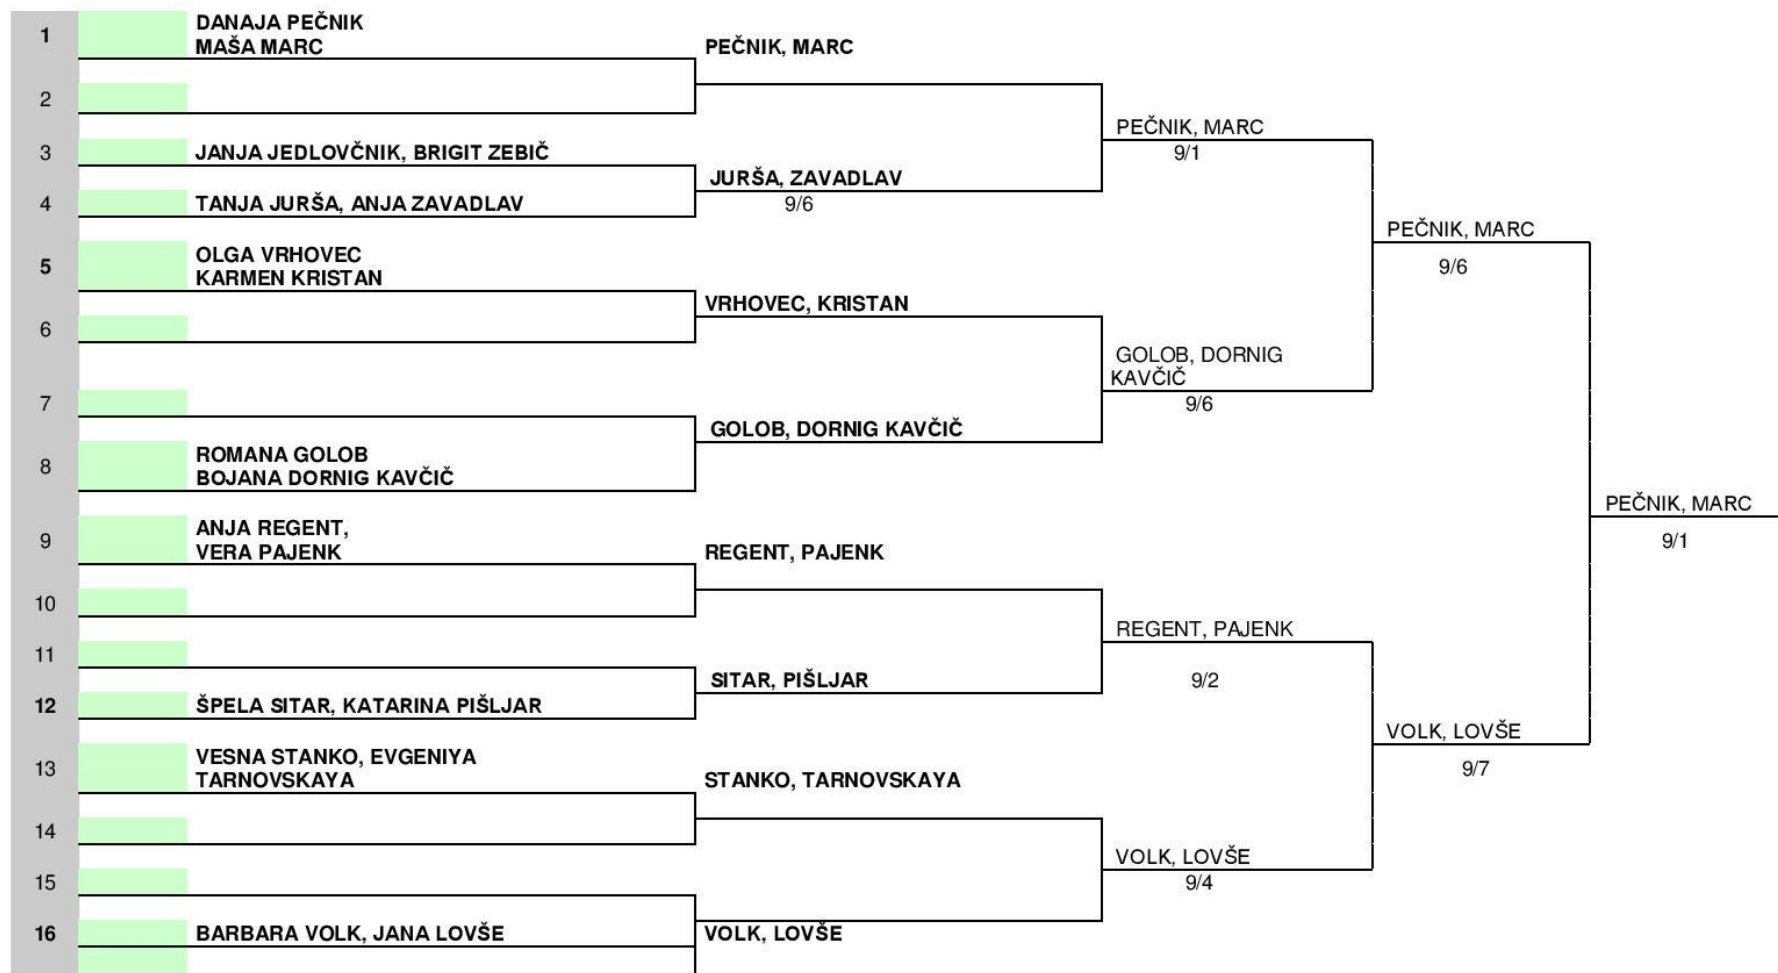 1
DANAJA PEČNIK
MAŠA MARC
PEČNIK, MARC
2
PEČNIK, MARC
9/1
3
JANJA JEDLOVČNIK, BRIGIT ZEBIČ
JURŠA, ZAVADLAV
9/6
4
TANJA JURŠA, ANJA ZAVADLAV
PEČNIK, MARC
9/6
5
OLGA VRHOVEC
KARMEN KRISTAN
VRHOVEC, KRISTAN
6
GOLOB, DORNIG
KAVČIČ
9/6
7
GOLOB, DORNIG KAVČIČ
8
ROMANA GOLOB
BOJANA DORNIG KAVČIČ
PEČNIK, MARC
9/1
9
ANJA REGENT,
VERA PAJENK
REGENT, PAJENK
10
REGENT, PAJENK
9/2
11
SITAR, PIŠLJAR
12
ŠPELA SITAR, KATARINA PIŠLJAR
VOLK, LOVŠE
9/7
13
VESNA STANKO, EVGENIYA
TARNOVSKAYA
STANKO, TARNOVSKAYA
14
VOLK, LOVŠE
9/4
15
16
BARBARA VOLK, JANA LOVŠE
VOLK, LOVŠE